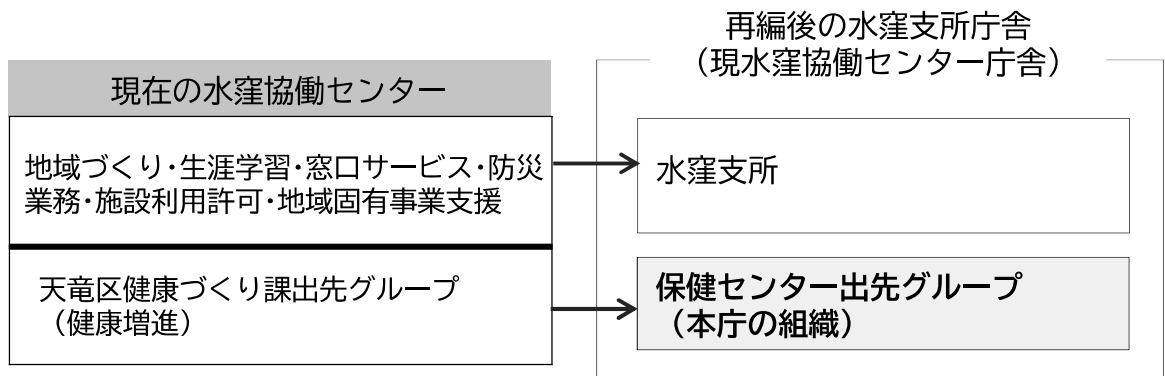 現在の水窪協働センター
地域づくり・生涯学習・窓口サービス・防災
業務・施設利用許可・地域固有事業支援
天竜区健康づくり課出先グループ
（健康増進）
再編後の水窪支所庁舎
（現水窪協働センター庁舎）
水窪支所
保健センター出先グループ
（本庁の組織）